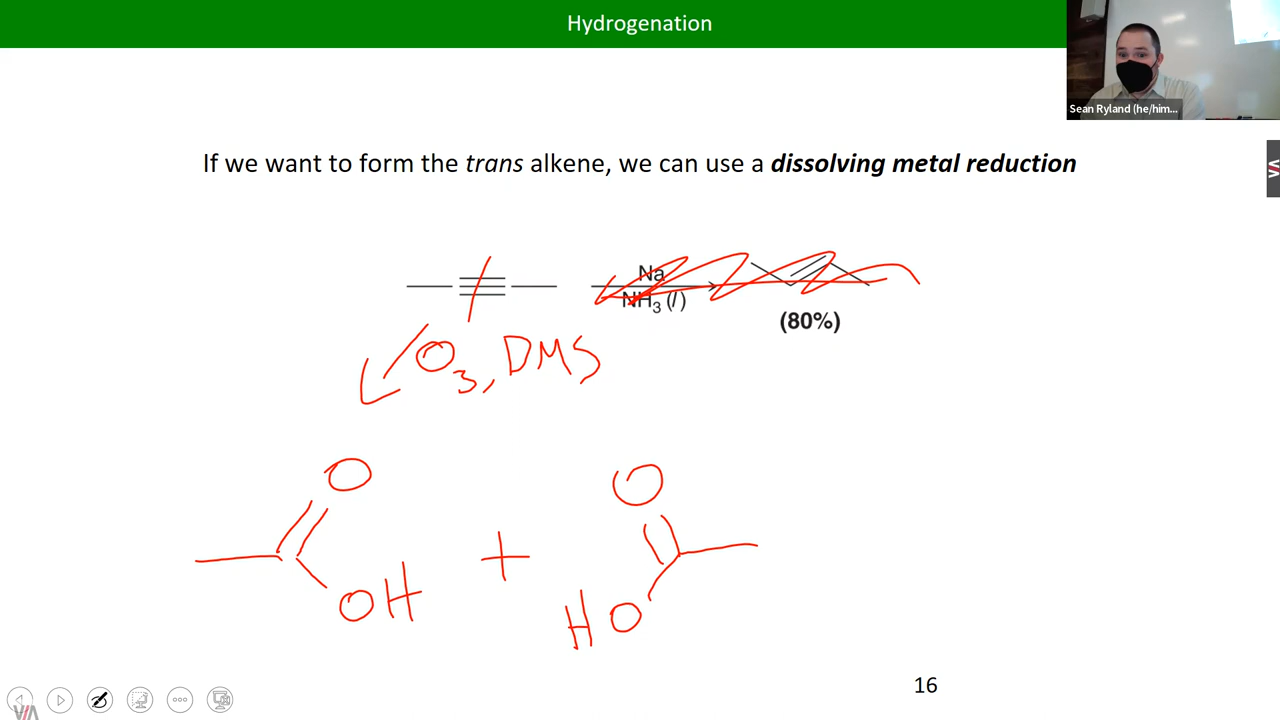 Hydrogenation
Sean Ryland (he/him...
If we want to form the trans alkene, we can use a dissolving metal reduction
Na
NH3 (l)
(80%)
O3, DMS
O
O
+
OH
HO
16